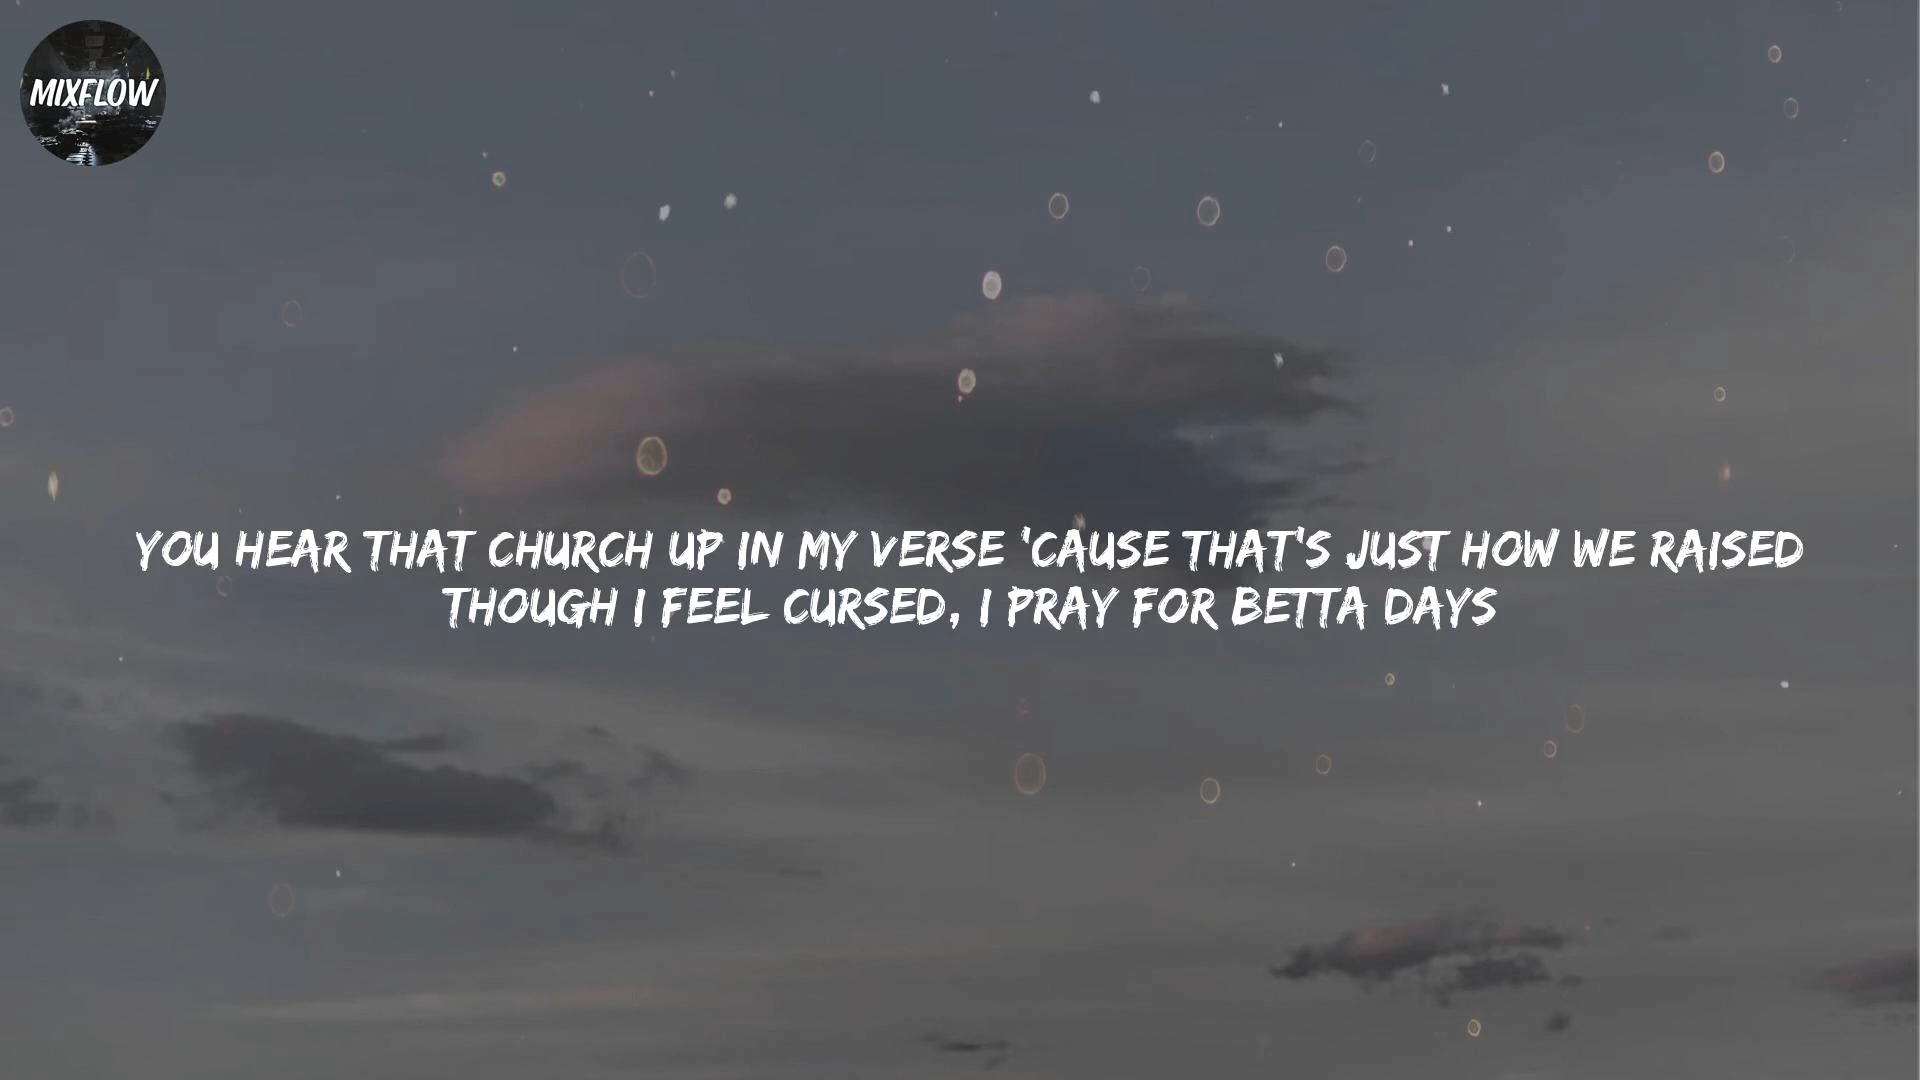 MIXFLOW
YOU HEAR THAT CHURCH UP IN MY VERSE 'CAUSE THAT'S JUST HOW WE RAISED
THOUGH I FEEL CURSED, I PRAY FOR BETTA DAYS